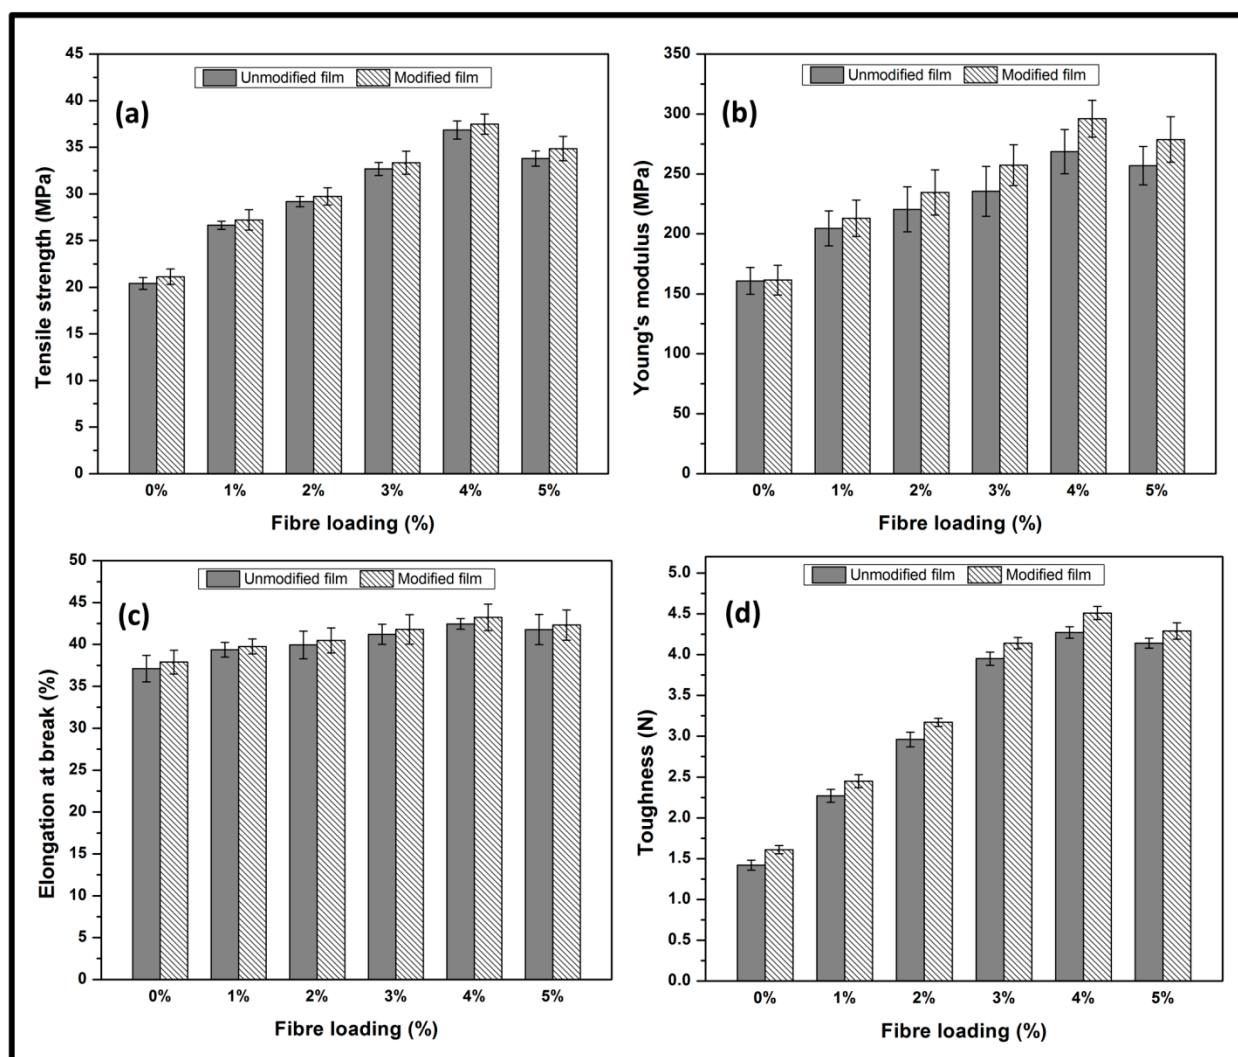 Unmodified film Modified film
(a)
Tensile strength (MPa)
45
40
35
30
25
20
15
10
5
0
0% 1% 2% 3% 4% 5%
Fibre loading (%)
Unmodified film Modified film
(b)
Young's modulus (MPa)
350
300
250
200
150
100
50
0
0% 1% 2% 3% 4% 5%
Fibre loading (%)
Unmodified film Modified film
(c)
Elongation at break (%)
50
45
40
35
30
25
20
15
10
5
0
0% 1% 2% 3% 4% 5%
Fibre loading (%)
Unmodified film Modified film
(d)
Toughness (N)
5.0
4.5
4.0
3.5
3.0
2.5
2.0
1.5
1.0
0.5
0.0
0% 1% 2% 3% 4% 5%
Fibre loading (%)